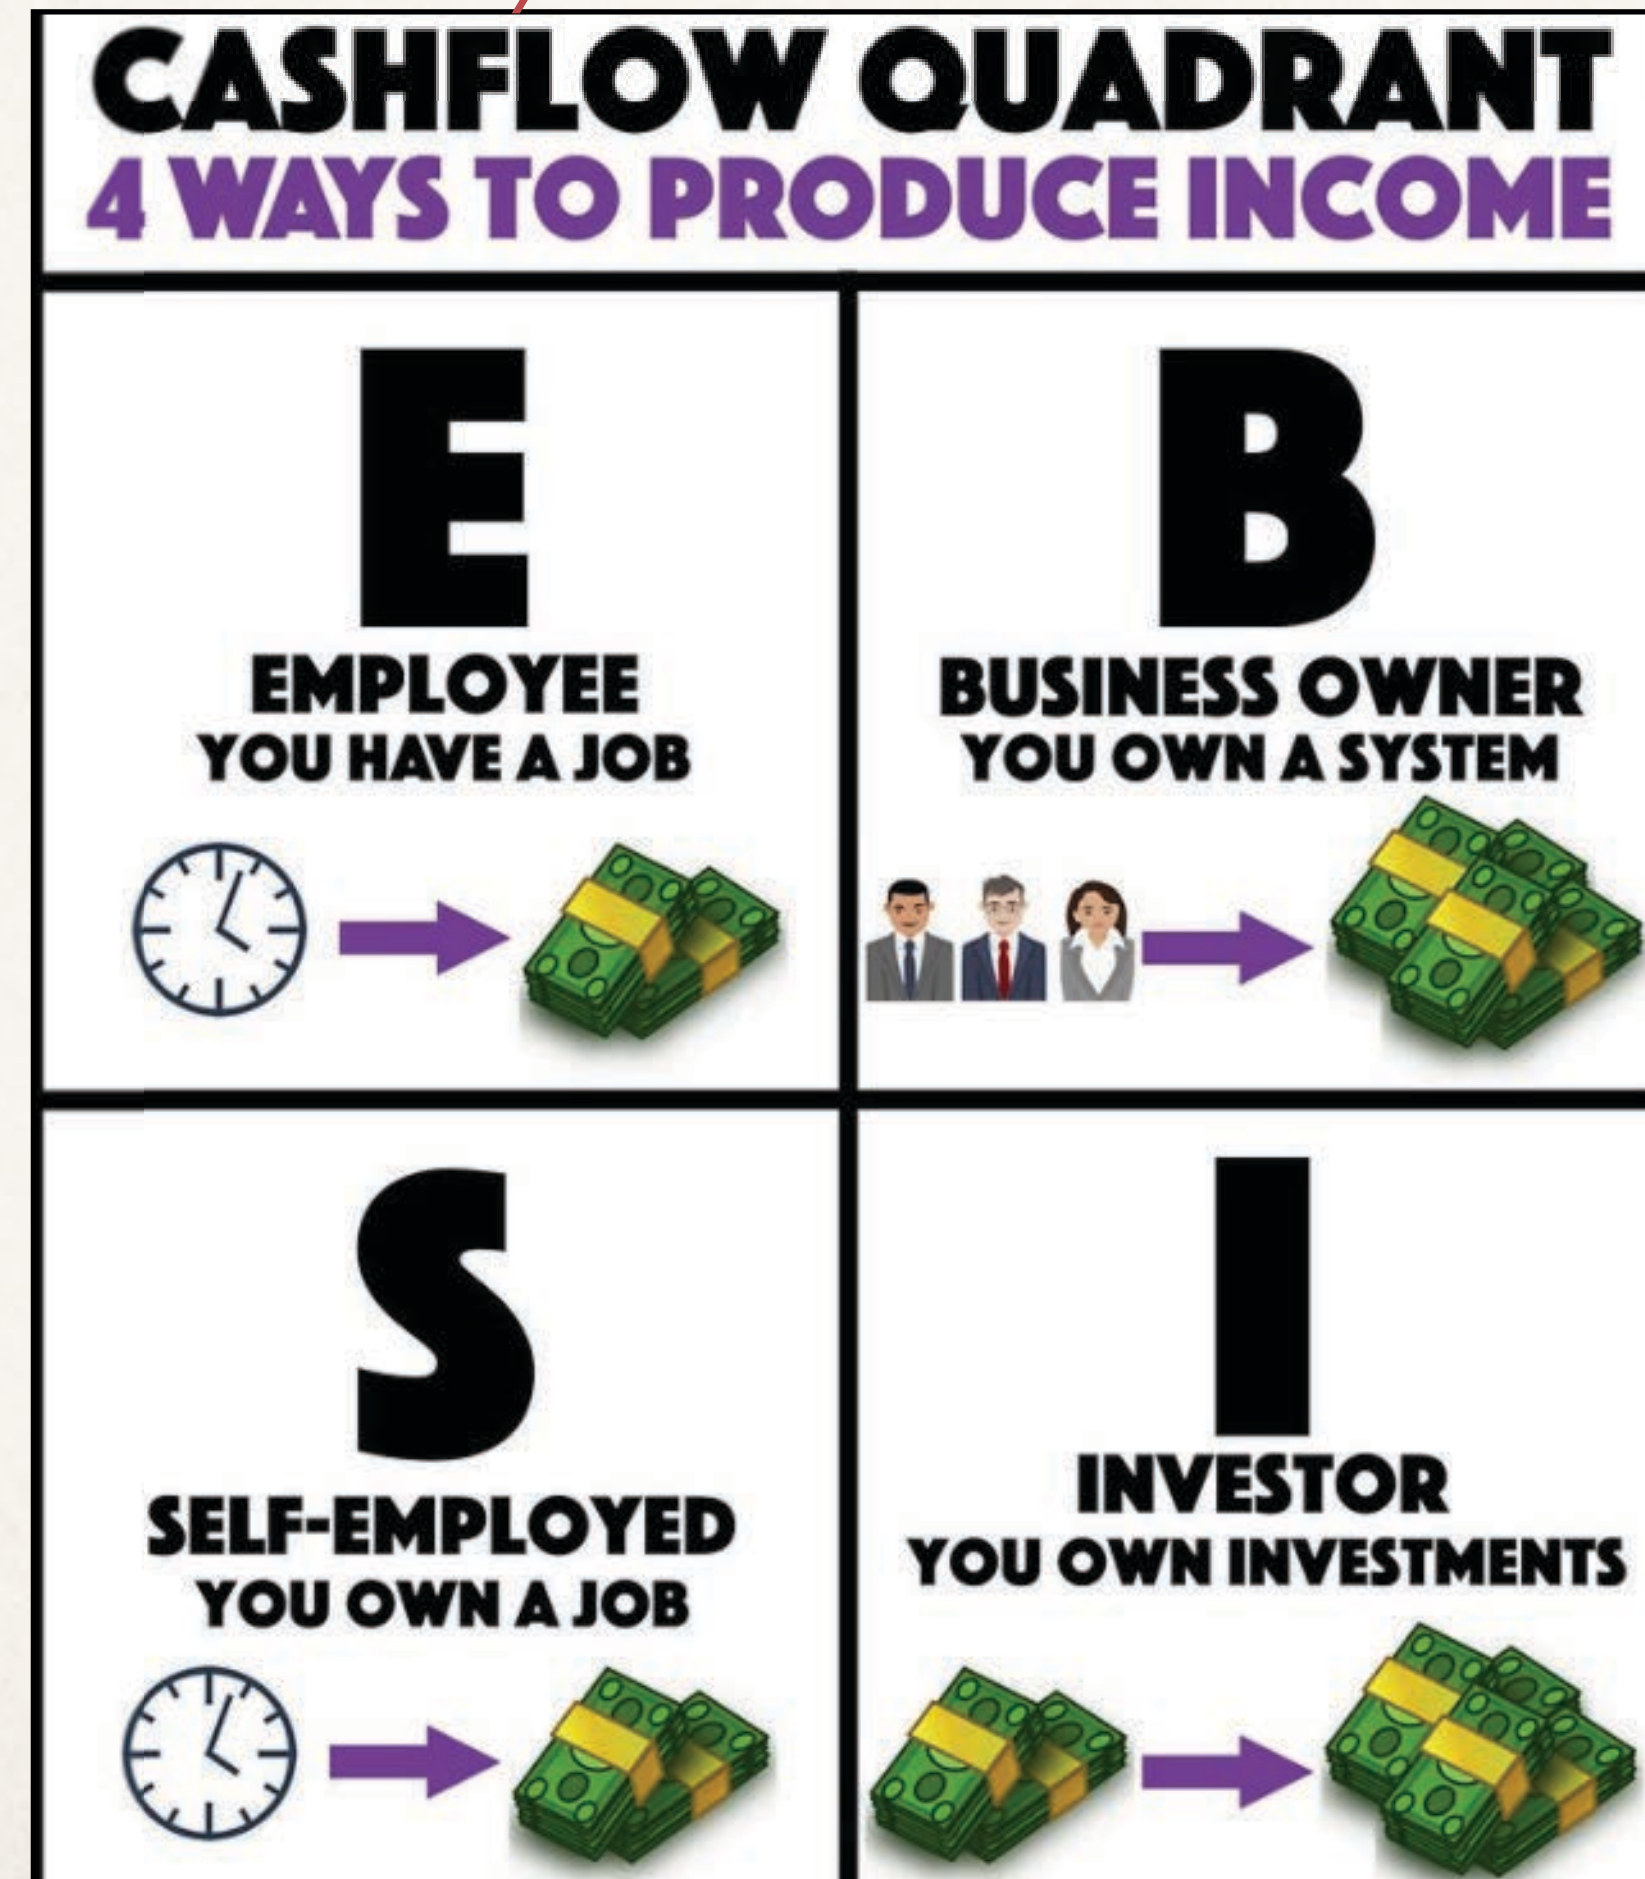 CASHFLOW QUADRANT
4 WAYS TO PRODUCE INCOME
E
EMPLOYEE
YOU HAVE A JOB
B
BUSINESS OWNER
YOU OWN A SYSTEM
S
SELF-EMPLOYED
YOU OWN A JOB
I
INVESTOR
YOU OWN INVESTMENTS